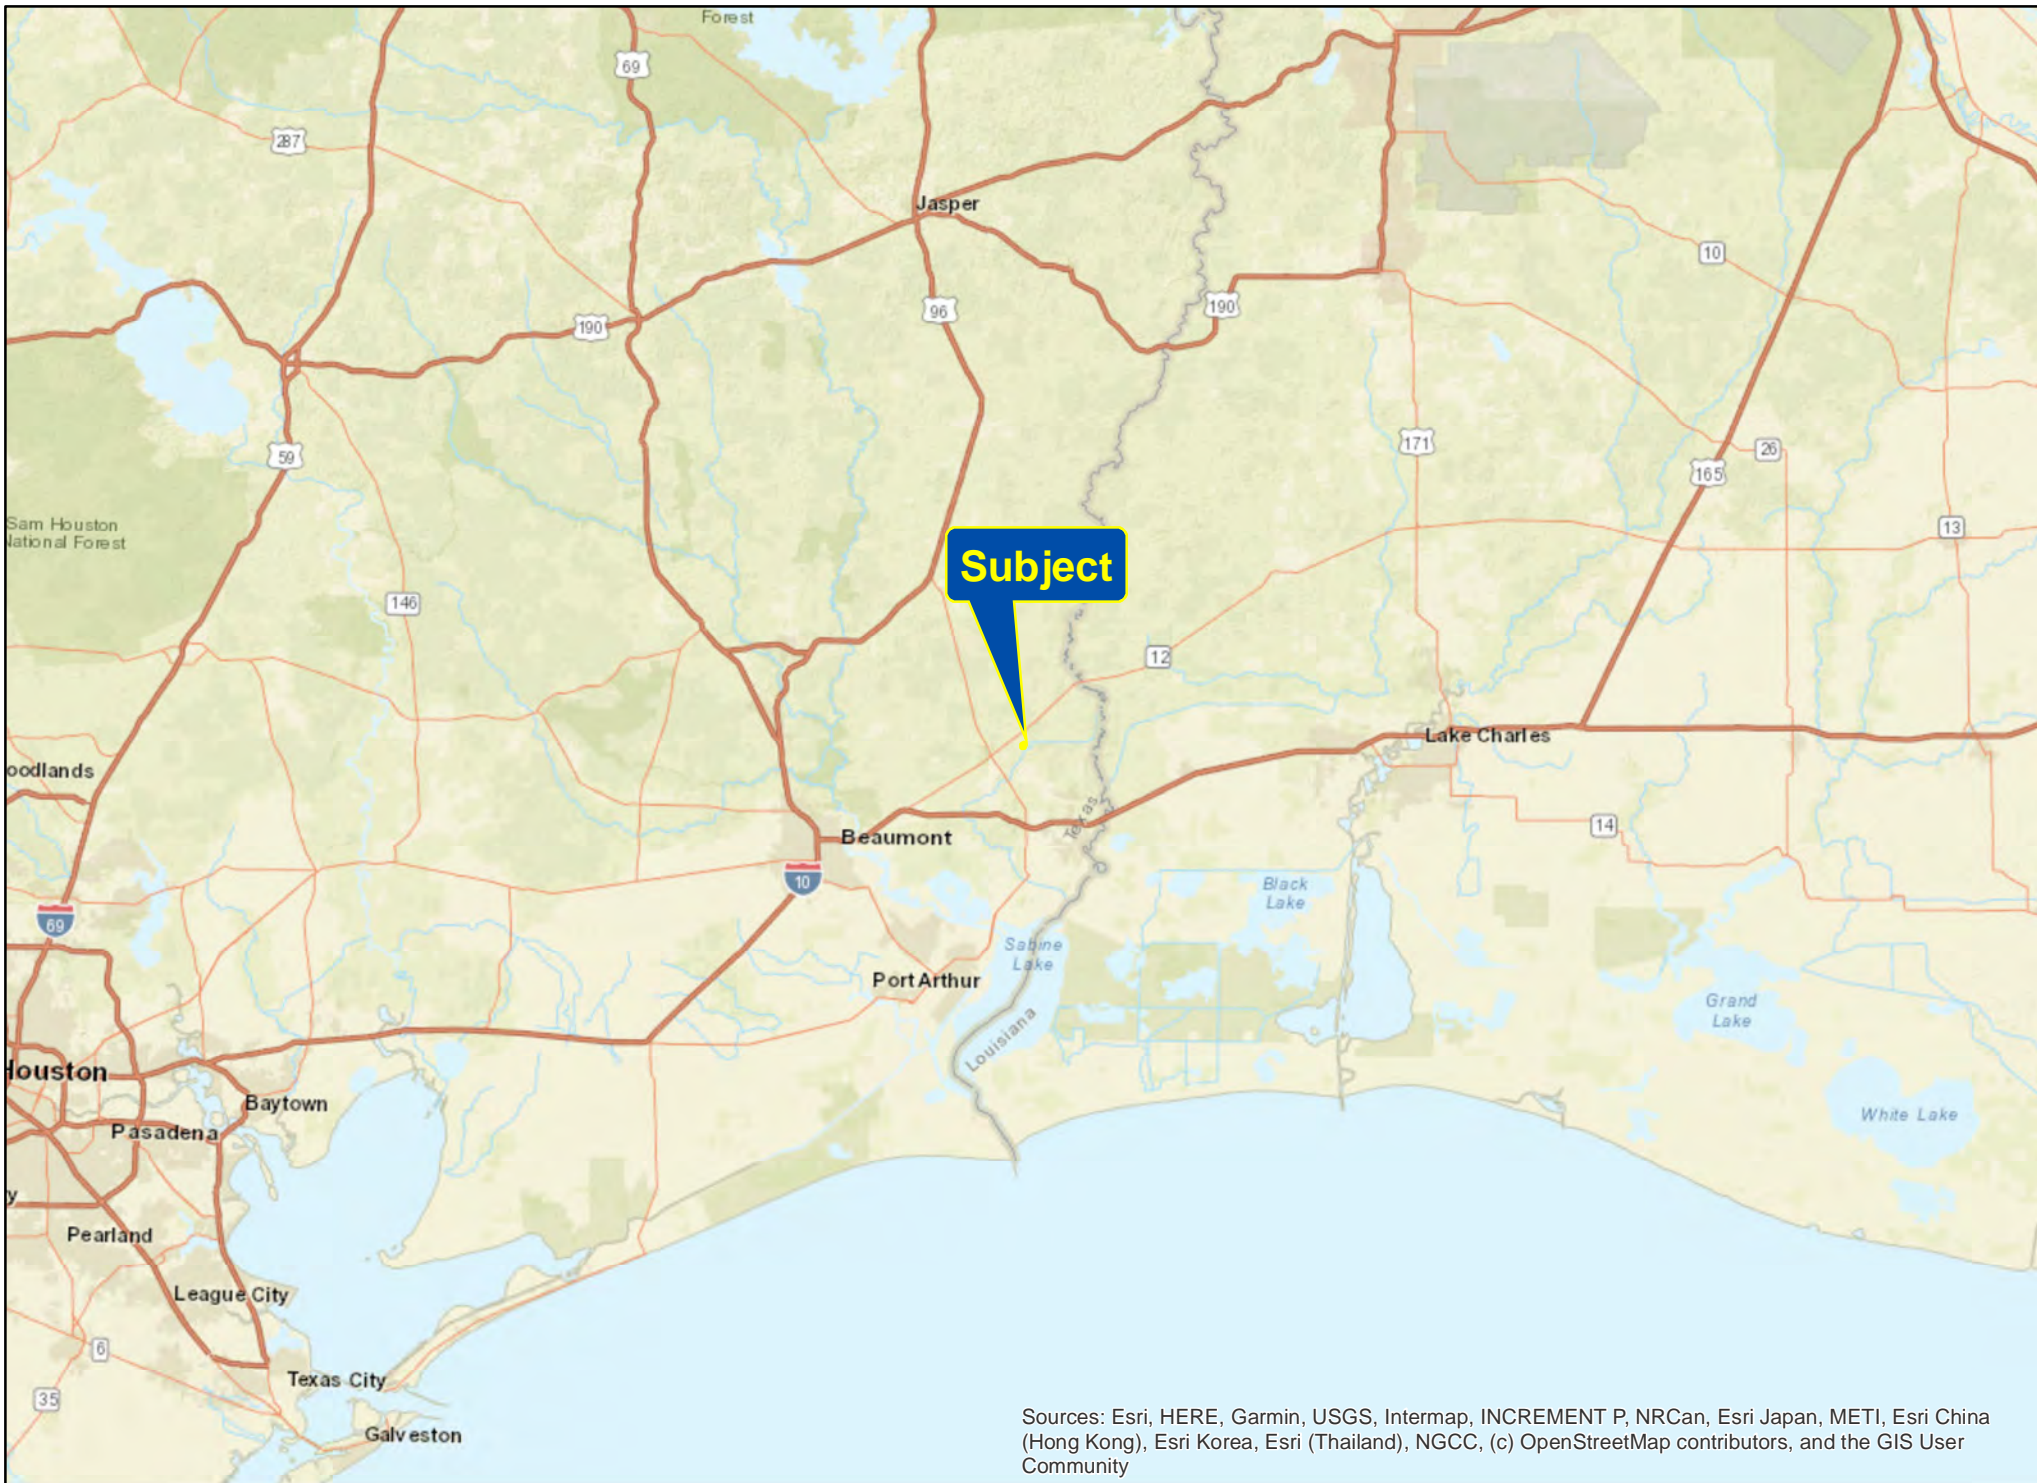 Forest
69
287
Jasper
10
96
190
190
171
59
26
165
Sam Houston
National Forest
13
Subject
146
12
Lake Charles
oodlands
Texas
14
Beaumont
10
Black
Lake
69
Sabine
Lake
Port Arthur
Grand
Lake
Louisiana
Houston
Baytown
White Lake
Pasadena
y
Pearland
League City
6
Texas City
35
Galveston
Sources: Esri, HERE, Garmin, USGS, Intermap, INCREMENT P, NRCan, Esri Japan, METI, Esri China
(Hong Kong), Esri Korea, Esri (Thailand), NGCC, (c) OpenStreetMap contributors, and the GIS User
Community